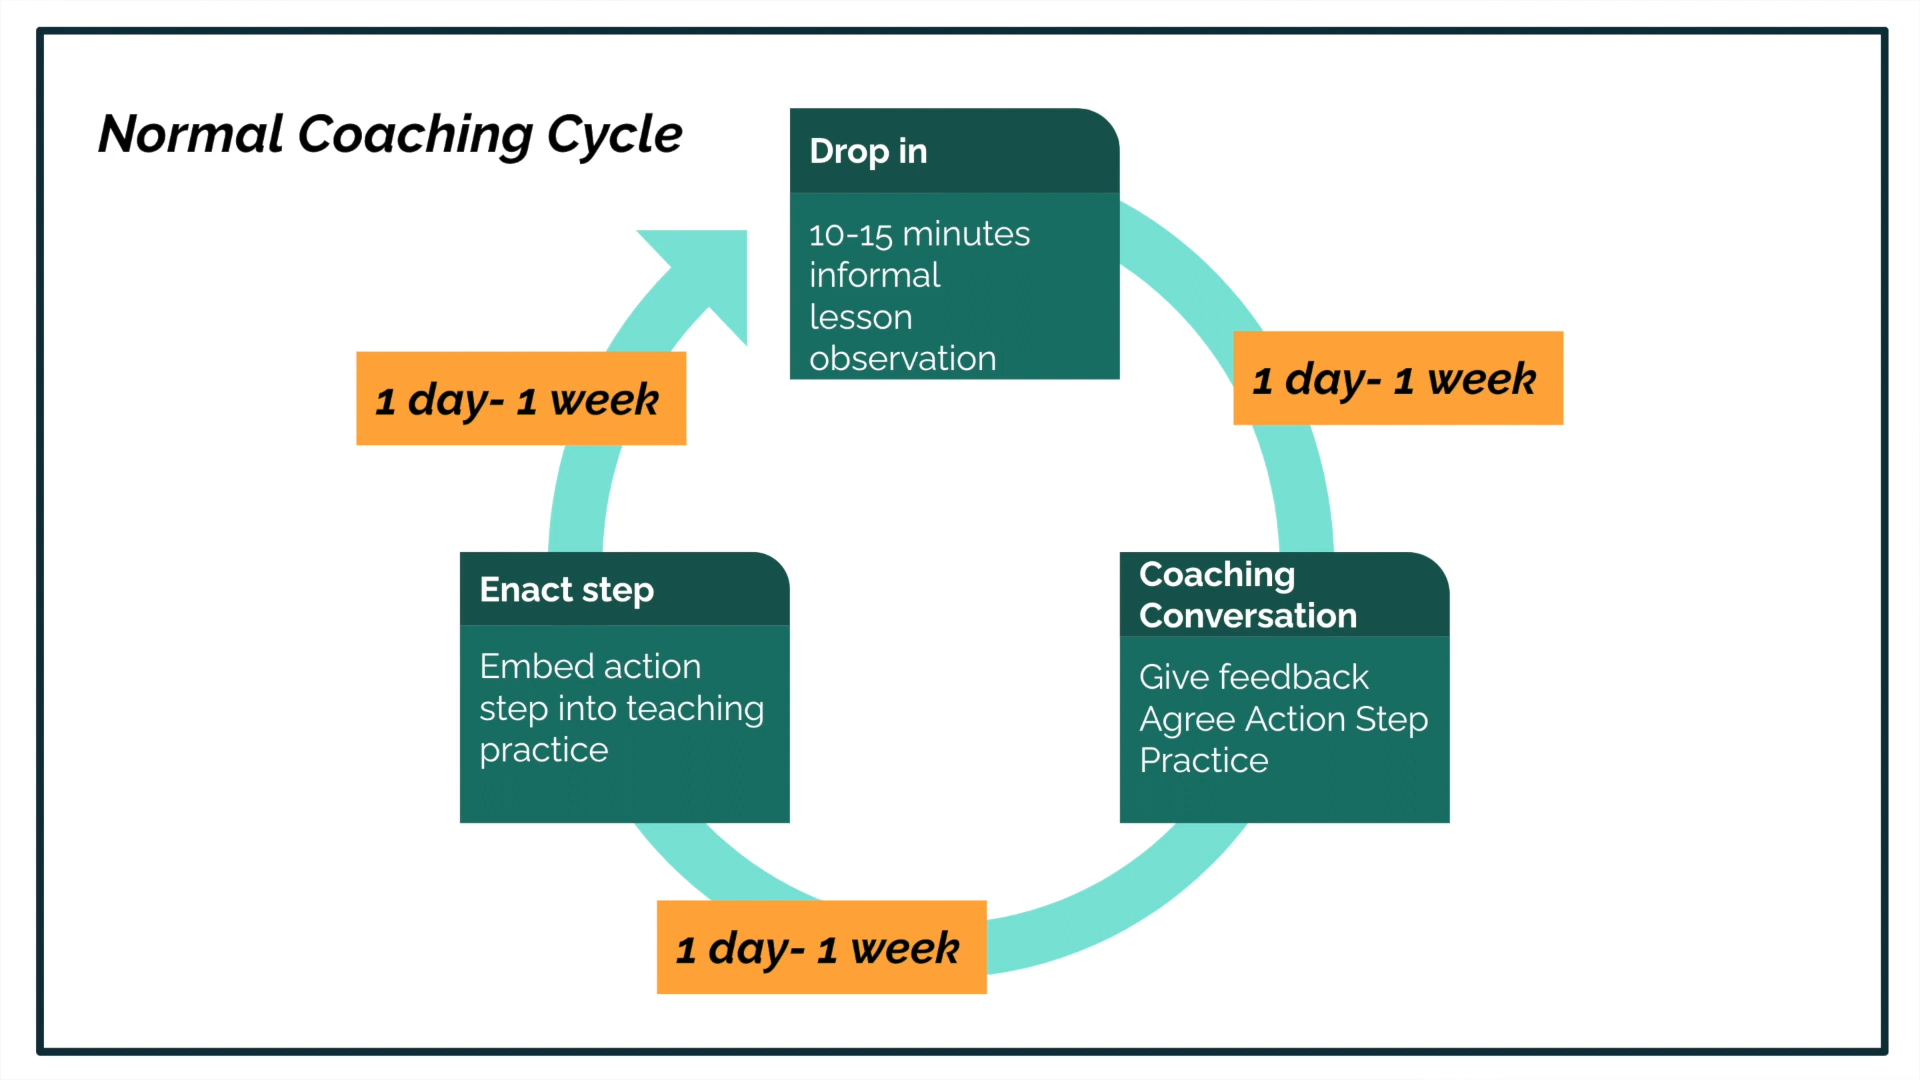 Normal Coaching Cycle
Drop in
10-15 minutes
informal
lesson
observation
1 day- 1 week
Coaching
Conversation
Give feedback
Agree Action Step
Practice
1 day- 1 week
Enact step
Embed action
step into teaching
practice
1 day- 1 week